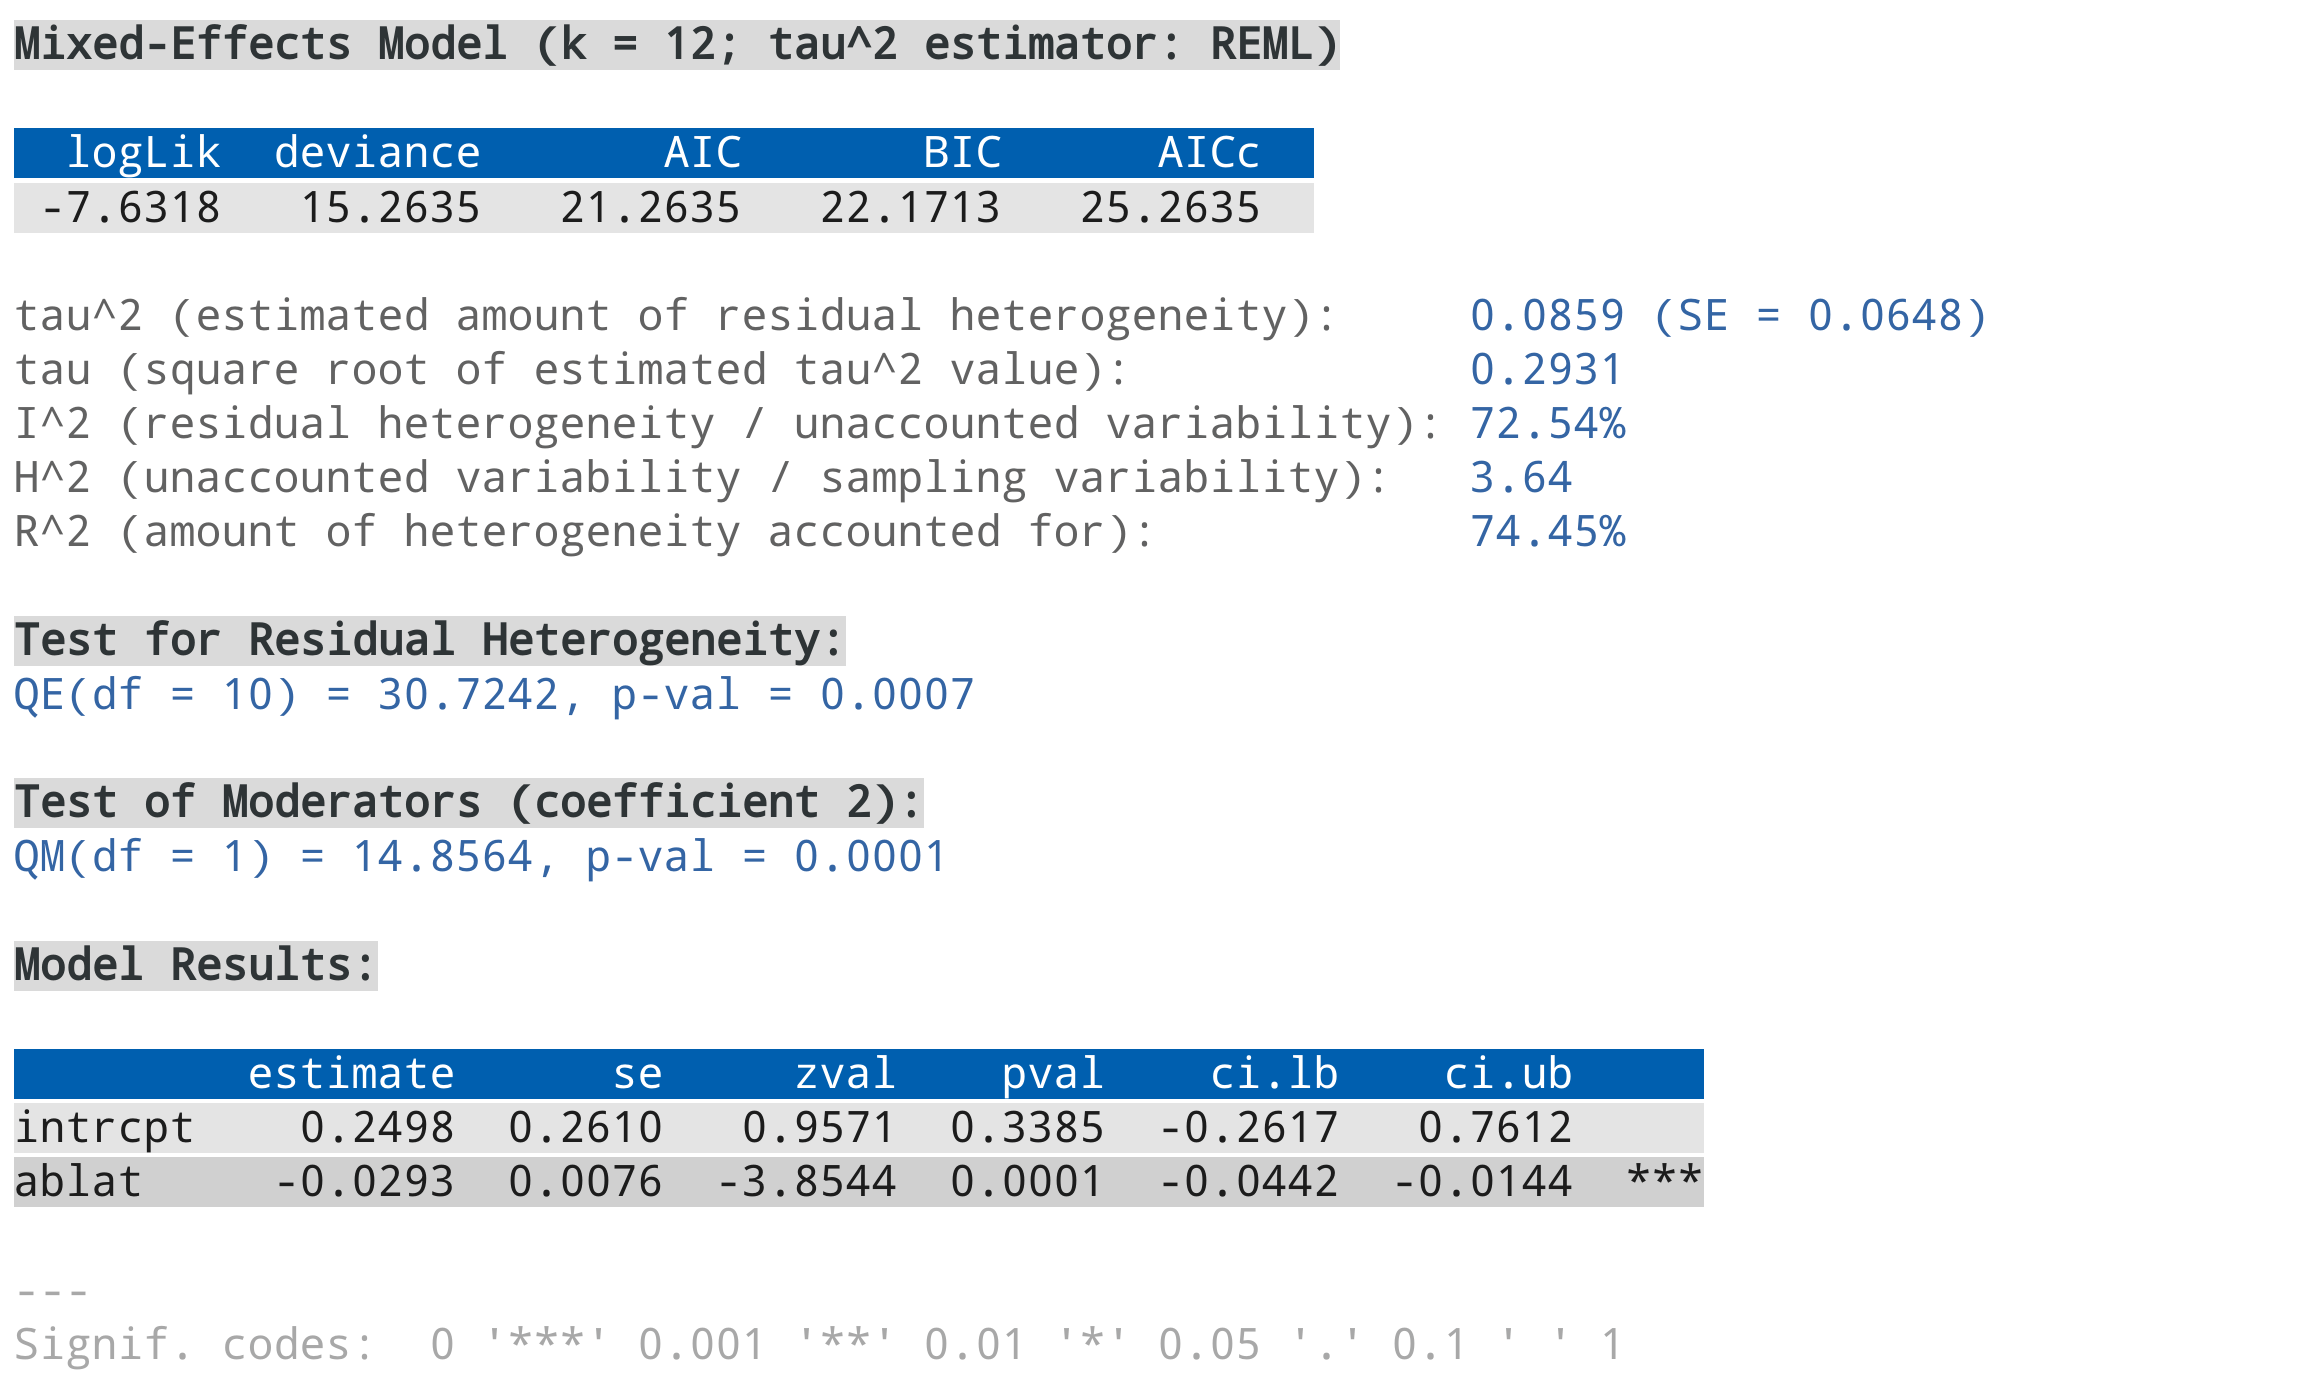 Mixed-Effects Model (k = 12; tau^2 estimator: REML)
logLik deviance AIC BIC AICc
-7.6318 15.2635 21.2635 22.1713 25.2635
tau^2 (estimated amount of residual heterogeneity): 0.0859 (SE = 0.0648)
tau (square root of estimated tau^2 value): 0.2931
I^2 (residual heterogeneity / unaccounted variability): 72.54%
H^2 (unaccounted variability / sampling variability): 3.64
R^2 (amount of heterogeneity accounted for): 74.45%
Test for Residual Heterogeneity:
QE(df = 10) = 30.7242, p-val = 0.0007
Test of Moderators (coefficient 2):
QM(df = 1) = 14.8564, p-val = 0.0001
Model Results:
estimate se zval pval ci.lb ci.ub
intrcpt 0.2498 0.2610 0.9571 0.3385 -0.2617 0.7612
ablat -0.0293 0.0076 -3.8544 0.0001 -0.0442 -0.0144 ***
---
Signif. codes: 0 '***' 0.001 '**' 0.01 '*' 0.05 '.' 0.1 ' ' 1